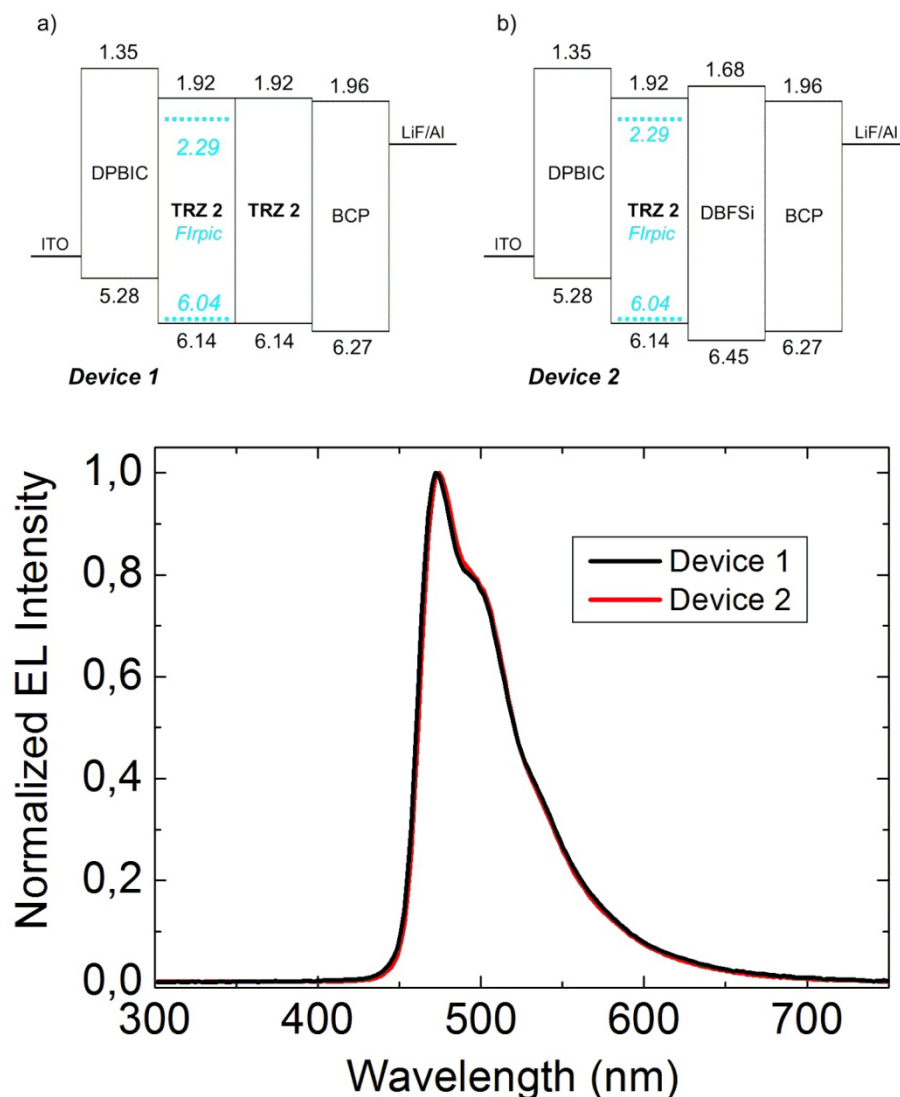 a)
1.35
1.92
1.92
1.96
LiF/Al
2.29
DPBIC
TRZ 2
TRZ 2
FIrpic
BCP
ITO
6.04
5.28
6.14
6.14
6.27
Device 1
b)
1.35
1.92
1.68
1.96
LiF/Al
2.29
DPBIC
TRZ 2
FIrpic
DBFSi
BCP
ITO
6.04
5.28
6.14
6.45
6.27
Device 2
Normalized EL Intensity
1,0
0,8
0,6
0,4
0,2
0,0
Device 1
Device 2
300 400 500 600 700
Wavelength (nm)